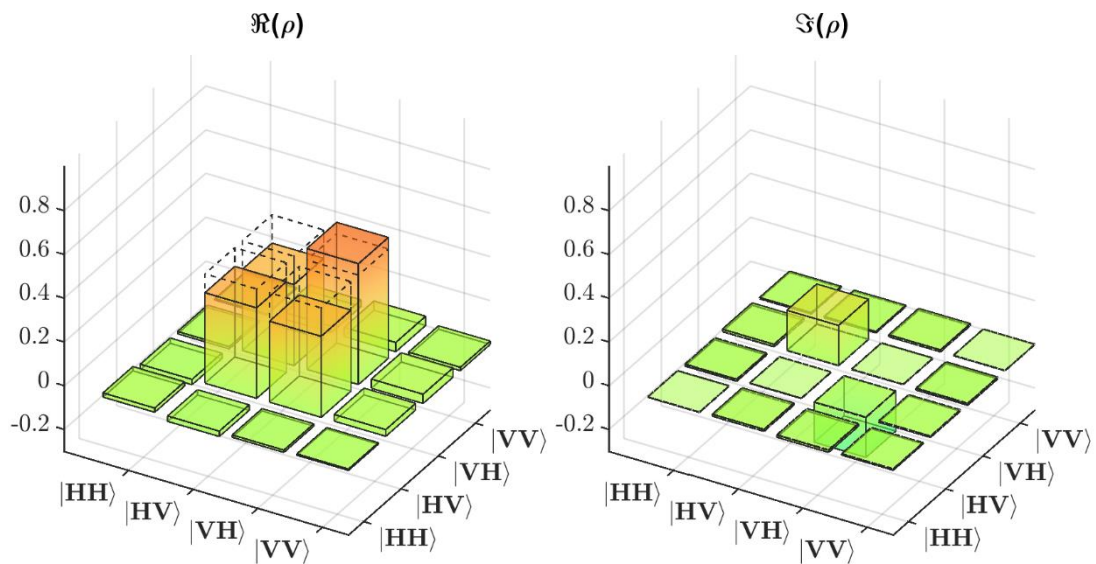 ℜ(ρ)
0.8
0.6
0.4
0.2
0
-0.2
|HH⟩
|HV⟩
|VH⟩
|VV⟩
|HH⟩
|HV⟩
|VH⟩
|VV⟩
ℑ(ρ)
0.8
0.6
0.4
0.2
0
-0.2
|HH⟩
|HV⟩
|VH⟩
|VV⟩
|HH⟩
|HV⟩
|VH⟩
|VV⟩